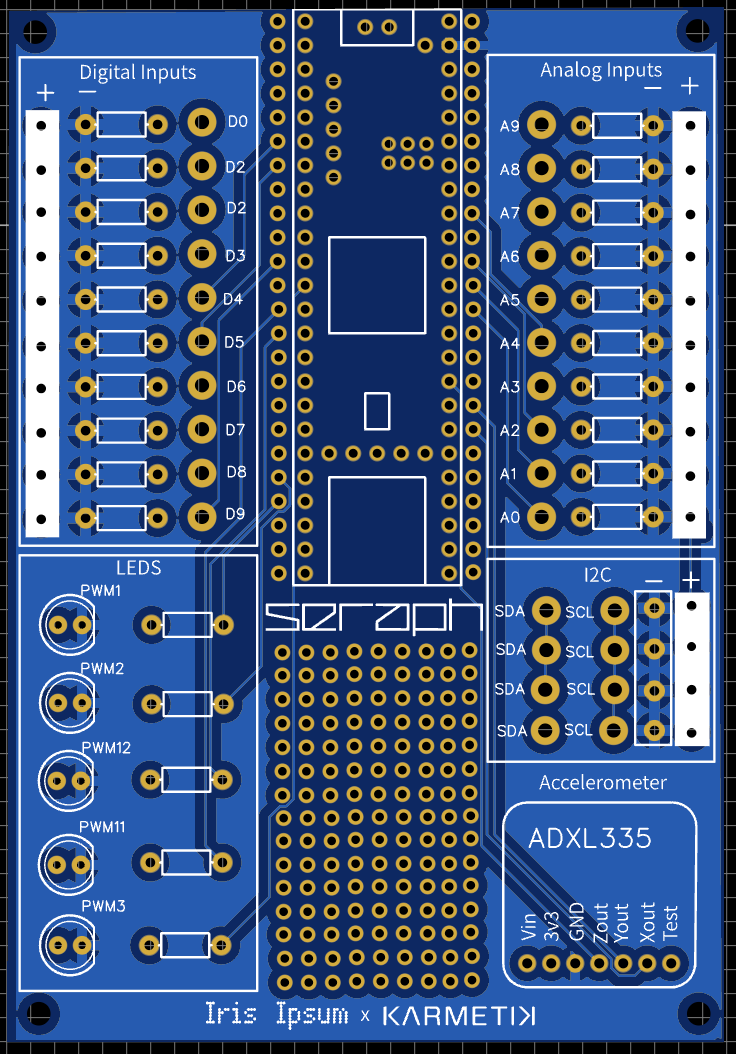 Digital Inputs
+ −
D0
D2
D2
D3
D4
D5
D6
D7
D8
D9
Analog Inputs
− +
A9
A8
A7
A6
A5
A4
A3
A2
A1
A0
LEDS
PWM1
PWM2
PWM12
PWM11
PWM3
seraph
I2C
− +
SDA SCL
SDA SCL
SDA SCL
SDA SCL
Accelerometer
ADXL335
Vin
3v3
GND
Zout
Yout
Xout
Test
Iris Ipsum x KARMETIK